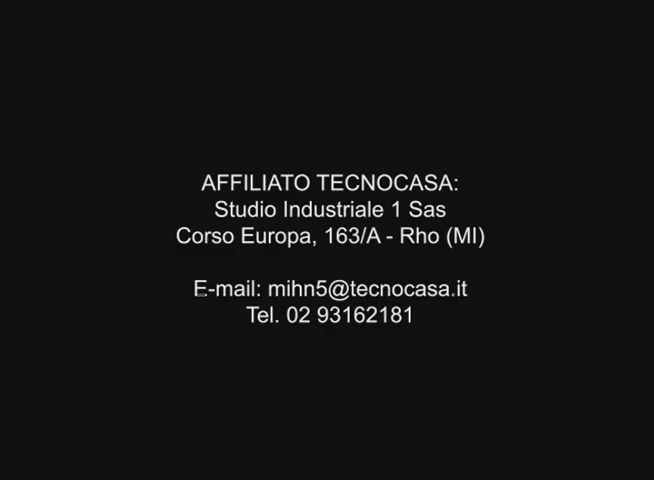 AFFILIATO TECNOCASA:
Studio Industriale 1 Sas
Corso Europa, 163/A - Rho (MI)
E-mail: mihn5@tecnocasa.it
Tel. 02 93162181